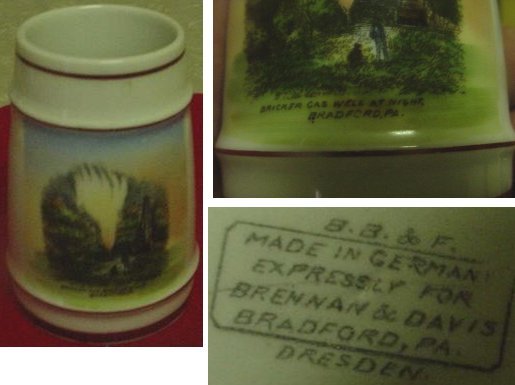 BRICKER GAS WELL AT NIGHT,
BRADFORD, PA.
B. B. & F.
MADE IN GERMANY
EXPRESSLY FOR
BRENNAN & DAVIS
BRADFORD, PA.
DRESDEN.